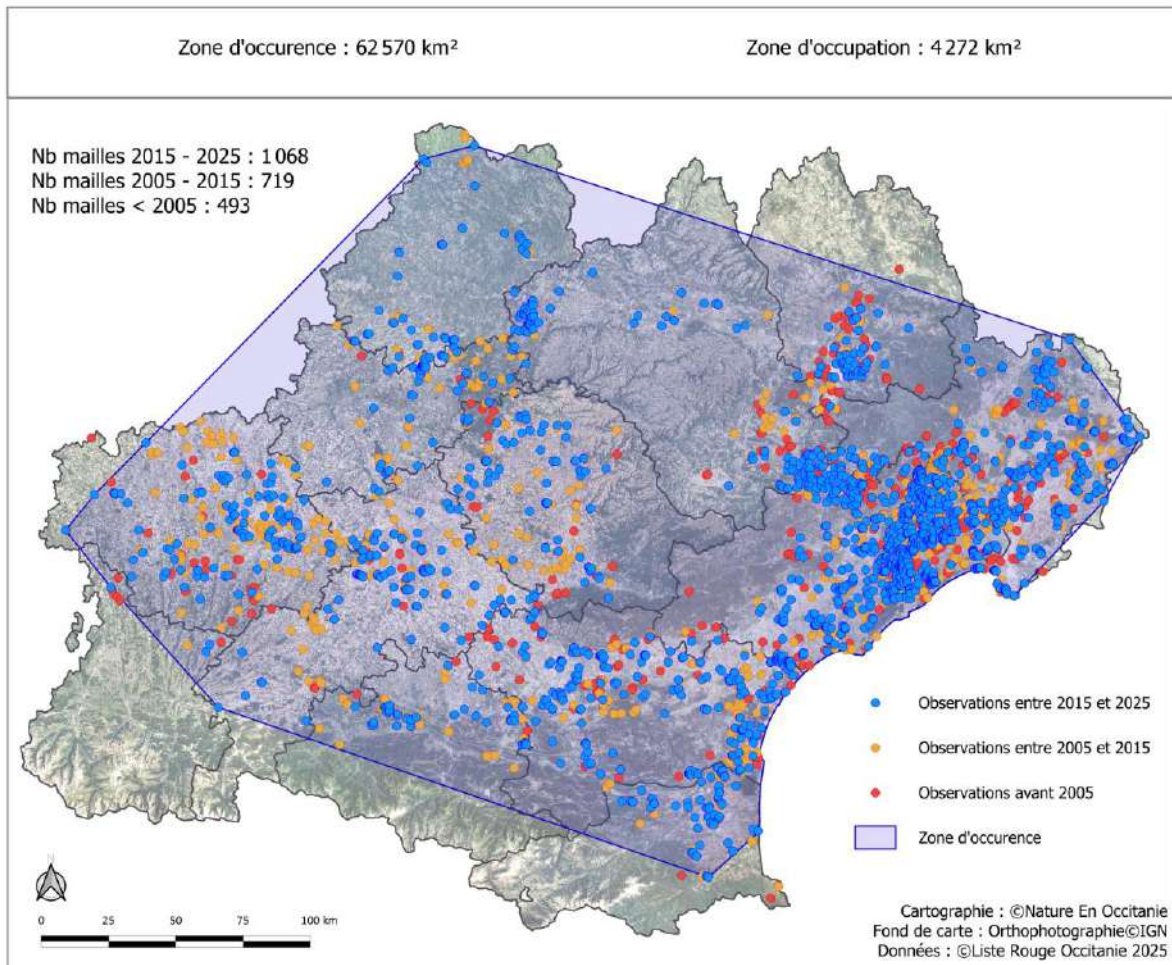 Zone d'occurence : 62 570 km²
Zone d'occupation : 4 272 km²
Nb mailles 2015 - 2025 : 1 068
Nb mailles 2005 - 2015 : 719
Nb mailles < 2005 : 493
Observations entre 2015 et 2025
Observations entre 2005 et 2015
Observations avant 2005
Zone d'occurence
N
0 25 50 75 100 km
Cartographie : ©Nature En Occitanie
Fond de carte : Orthophotographie©IGN
Données : ©Liste Rouge Occitanie 2025